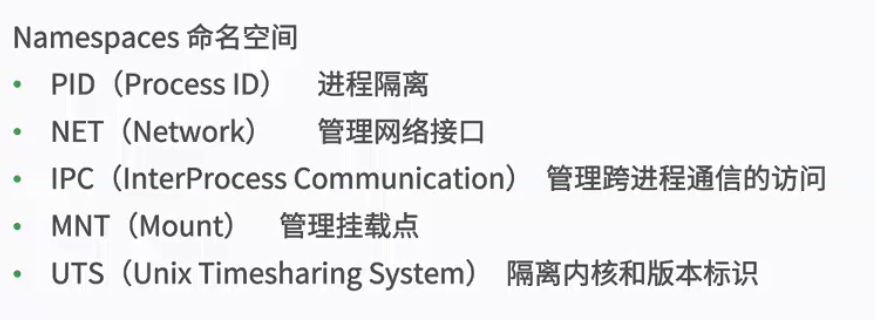 Namespaces 命名空间
• PID（Process ID） 进程隔离
• NET（Network） 管理网络接口
• IPC（InterProcess Communication） 管理跨进程通信的访问
• MNT（Mount） 管理挂载点
• UTS（Unix Timesharing System） 隔离内核和版本标识